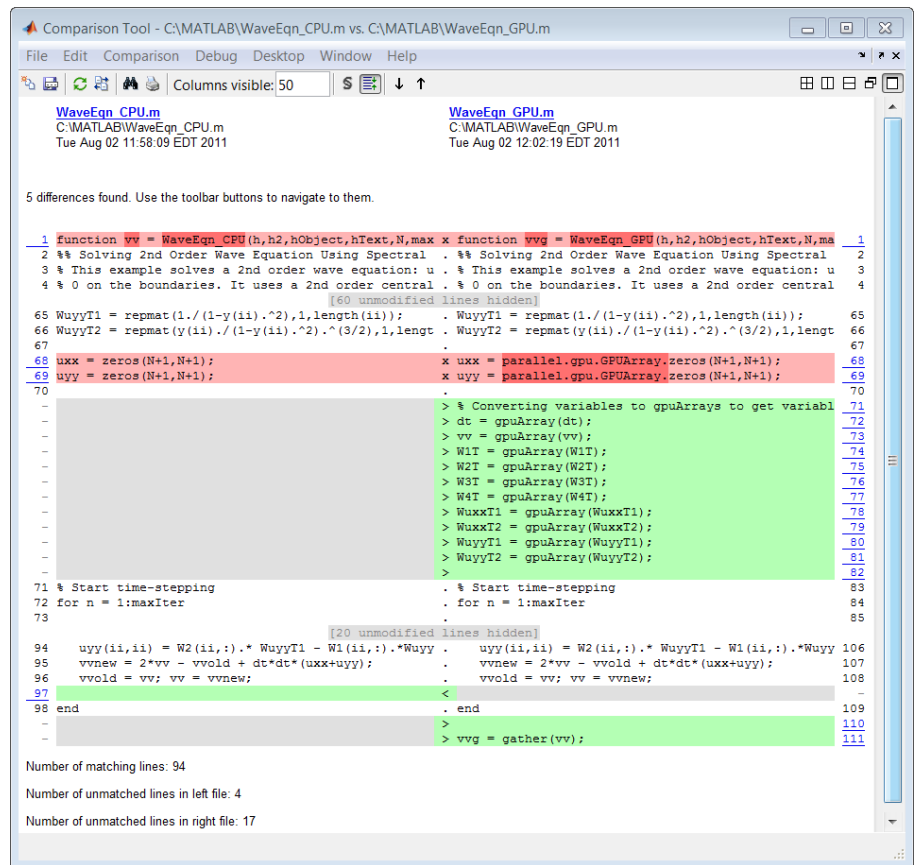 Comparison Tool - C:\MATLAB\WaveEqn_CPU.m vs. C:\MATLAB\WaveEqn_GPU.m
File Edit Comparison Debug Desktop Window Help
Columns visible: 50
WaveEqn_CPU.m WaveEqn_GPU.m
C:\MATLAB\WaveEqn_CPU.m C:\MATLAB\WaveEqn_GPU.m
Tue Aug 02 11:58:09 EDT 2011 Tue Aug 02 12:02:19 EDT 2011
5 differences found. Use the toolbar buttons to navigate to them.
1 function vv = WaveEqn_CPU(h,h2,hObject,hText,N,max x function vvg = WaveEqn_GPU(h,h2,hObject,hText,N,ma 1
2 %% Solving 2nd Order Wave Equation Using Spectral . %% Solving 2nd Order Wave Equation Using Spectral 2
3 % This example solves a 2nd order wave equation: u . % This example solves a 2nd order wave equation: u 3
4 % 0 on the boundaries. It uses a 2nd order central . % 0 on the boundaries. It uses a 2nd order central 4
[60 unmodified lines hidden]
65 WuyyT1 = repmat(1./(1-y(ii).^2),1,length(ii)); . WuyyT1 = repmat(1./(1-y(ii).^2),1,length(ii)); 65
66 WuyyT2 = repmat(y(ii)./(1-y(ii).^2).^(3/2),1,lengt . WuyyT2 = repmat(y(ii)./(1-y(ii).^2).^(3/2),1,lengt 66
67 . 67
68 uxx = zeros(N+1,N+1); x uxx = parallel.gpu.GPUArray.zeros(N+1,N+1); 68
69 uyy = zeros(N+1,N+1); x uyy = parallel.gpu.GPUArray.zeros(N+1,N+1); 69
70 . 70
- > % Converting variables to gpuArrays to get variabl 71
- > dt = gpuArray(dt); 72
- > vv = gpuArray(vv); 73
- > W1T = gpuArray(W1T); 74
- > W2T = gpuArray(W2T); 75
- > W3T = gpuArray(W3T); 76
- > W4T = gpuArray(W4T); 77
- > WuxxT1 = gpuArray(WuxxT1); 78
- > WuxxT2 = gpuArray(WuxxT2); 79
- > WuyyT1 = gpuArray(WuyyT1); 80
- > WuyyT2 = gpuArray(WuyyT2); 81
- > 82
71 % Start time-stepping . % Start time-stepping 83
72 for n = 1:maxIter . for n = 1:maxIter 84
73 . 85
[20 unmodified lines hidden]
94 uyy(ii,ii) = W2(ii,:).* WuyyT1 - W1(ii,:).*Wuyy . uyy(ii,ii) = W2(ii,:).* WuyyT1 - W1(ii,:).*Wuyy 106
95 vvnew = 2*vv - vvold + dt*dt*(uxx+uyy); . vvnew = 2*vv - vvold + dt*dt*(uxx+uyy); 107
96 vvold = vv; vv = vvnew; . vvold = vv; vv = vvnew; 108
97 < -
98 end . end 109
- > 110
- > vvg = gather(vv); 111
Number of matching lines: 94
Number of unmatched lines in left file: 4
Number of unmatched lines in right file: 17